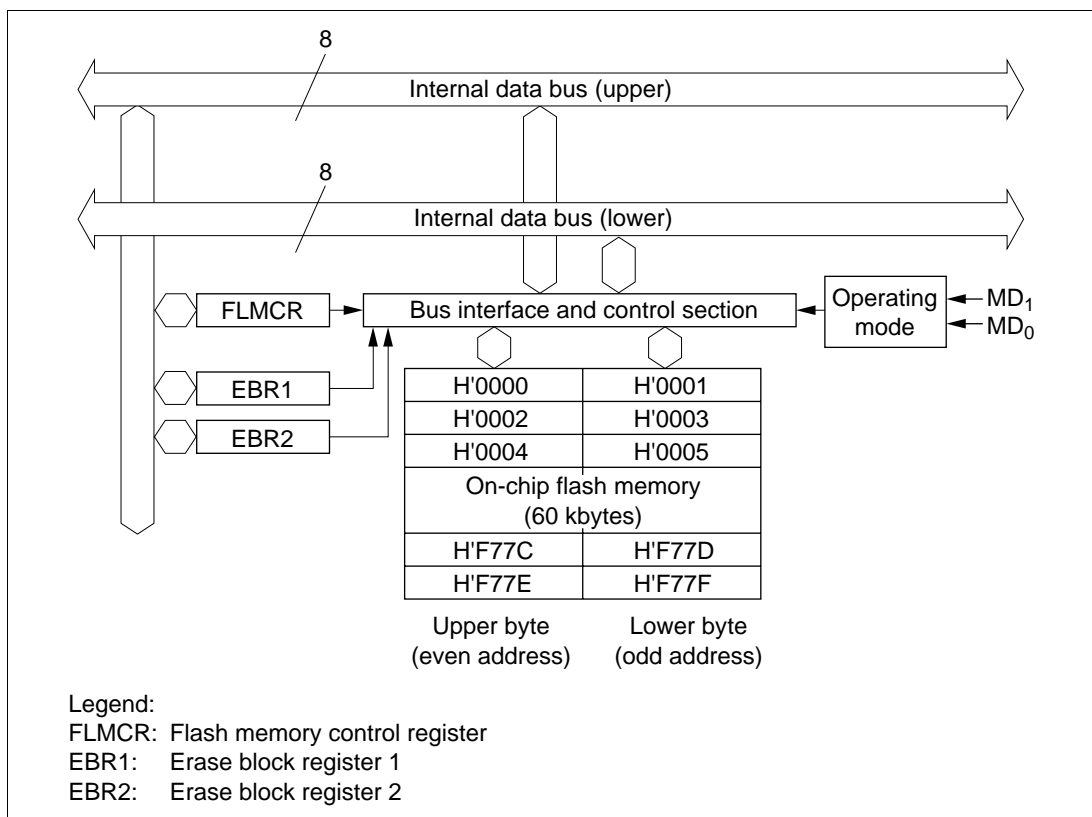 8
Internal data bus (upper)
8
Internal data bus (lower)
FLMCR
Bus interface and control section
Operating
mode
MD1
MD0
EBR1
EBR2
H'0000 H'0001
H'0002 H'0003
H'0004 H'0005
On-chip flash memory
(60 kbytes)
H'F77C H'F77D
H'F77E H'F77F
Upper byte
(even address)
Lower byte
(odd address)
Legend:
FLMCR: Flash memory control register
EBR1: Erase block register 1
EBR2: Erase block register 2